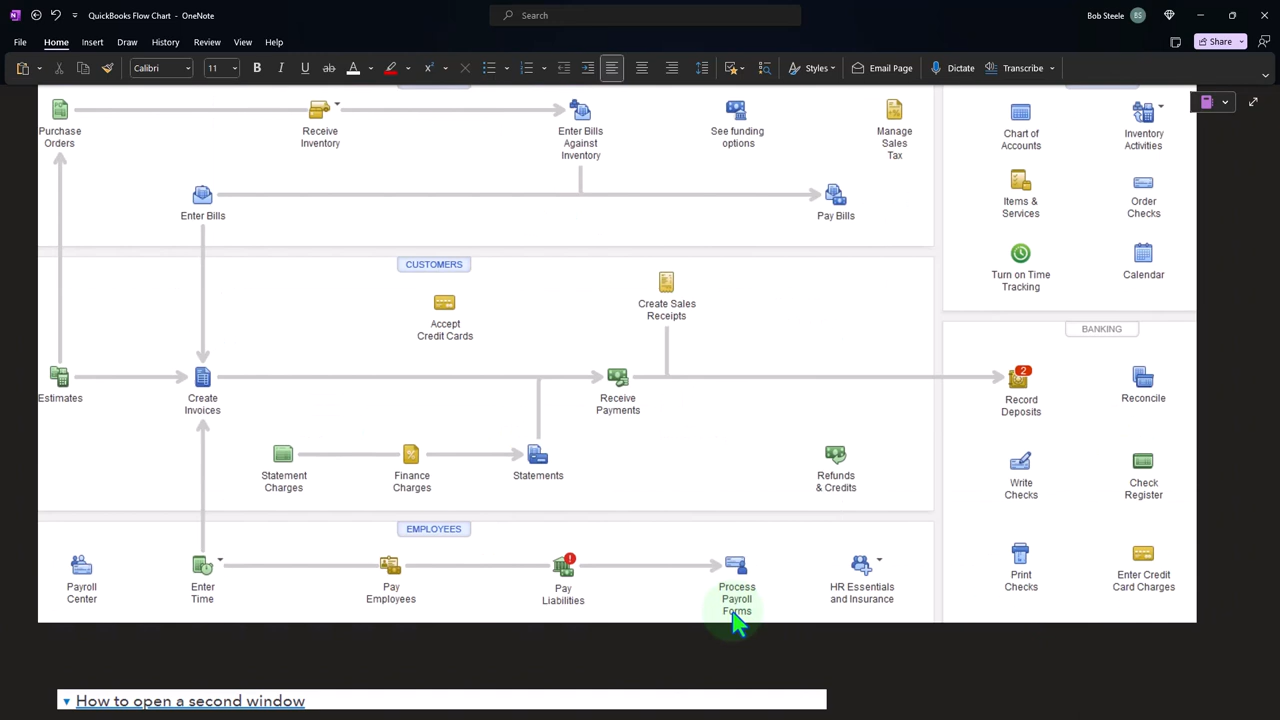 QuickBooks Flow Chart - OneNote
Search
Bob Steele
BS
File Home Insert Draw History Review View Help
Share
Calibri
11
B I U ab A
Styles
Email Page
Dictate
Transcribe
Purchase
Orders
Receive
Inventory
Enter Bills
Against
Inventory
See funding
options
Manage
Sales
Tax
Chart of
Accounts
Inventory
Activities
Enter Bills
Pay Bills
Items &
Services
Order
Checks
Turn on Time
Tracking
Calendar
CUSTOMERS
Accept
Credit Cards
Create Sales
Receipts
BANKING
Estimates
Create
Invoices
Receive
Payments
2
Record
Deposits
Reconcile
Statement
Charges
Finance
Charges
Statements
Refunds
& Credits
Write
Checks
Check
Register
EMPLOYEES
Payroll
Center
Enter
Time
Pay
Employees
Pay
Liabilities
Process
Payroll
Forms
HR Essentials
and Insurance
Print
Checks
Enter Credit
Card Charges
How to open a second window